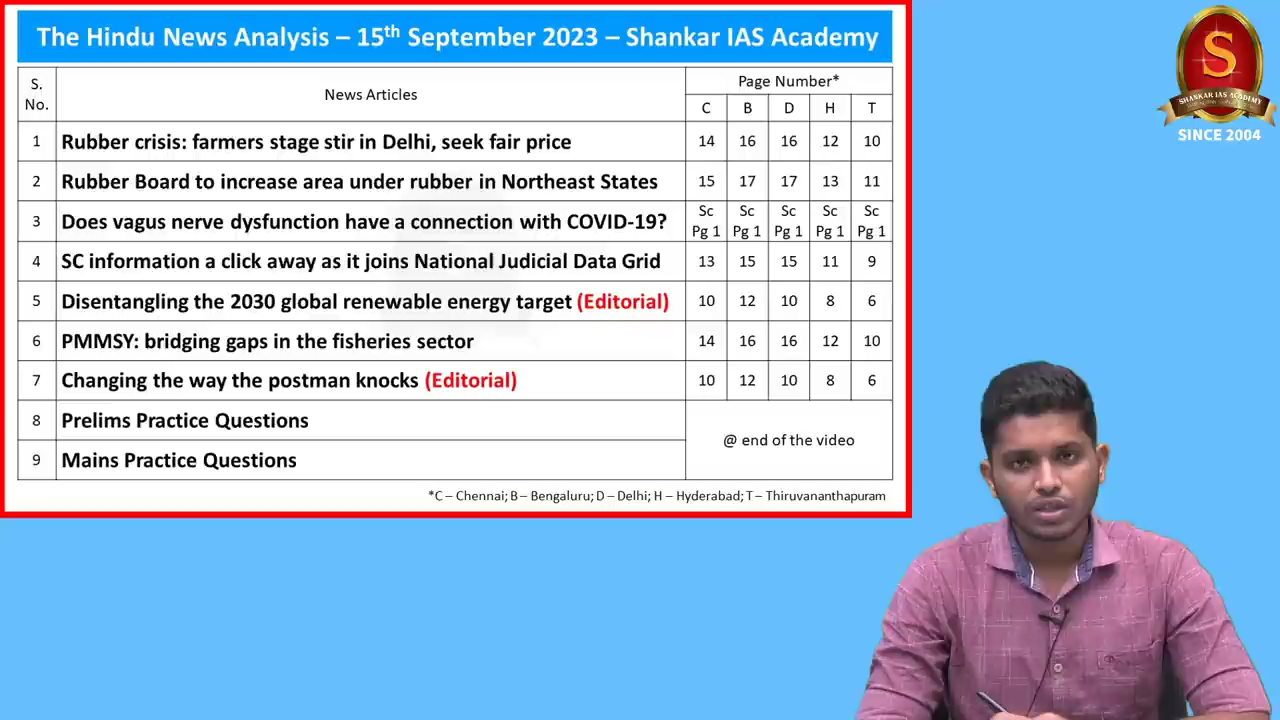 The Hindu News Analysis – 15th September 2023 – Shankar IAS Academy
S. No. News Articles Page Number*
C B D H T
1 Rubber crisis: farmers stage stir in Delhi, seek fair price 14 16 16 12 10
2 Rubber Board to increase area under rubber in Northeast States 15 17 17 13 11
3 Does vagus nerve dysfunction have a connection with COVID-19? Sc Pg 1 Sc Pg 1 Sc Pg 1 Sc Pg 1 Sc Pg 1
4 SC information a click away as it joins National Judicial Data Grid 13 15 15 11 9
5 Disentangling the 2030 global renewable energy target (Editorial) 10 12 10 8 6
6 PMMSY: bridging gaps in the fisheries sector 14 16 16 12 10
7 Changing the way the postman knocks (Editorial) 10 12 10 8 6
8 Prelims Practice Questions
@ end of the video
9 Mains Practice Questions
*C – Chennai; B – Bengaluru; D – Delhi; H – Hyderabad; T – Thiruvananthapuram
S
SHANKAR IAS ACADEMY
SINCE 2004